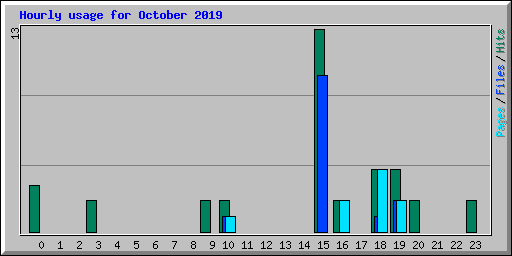 Hourly usage for October 2019
13
Pages/Files/Hits
0 1 2 3 4 5 6 7 8 9 10 11 12 13 14 15 16 17 18 19 20 21 22 23